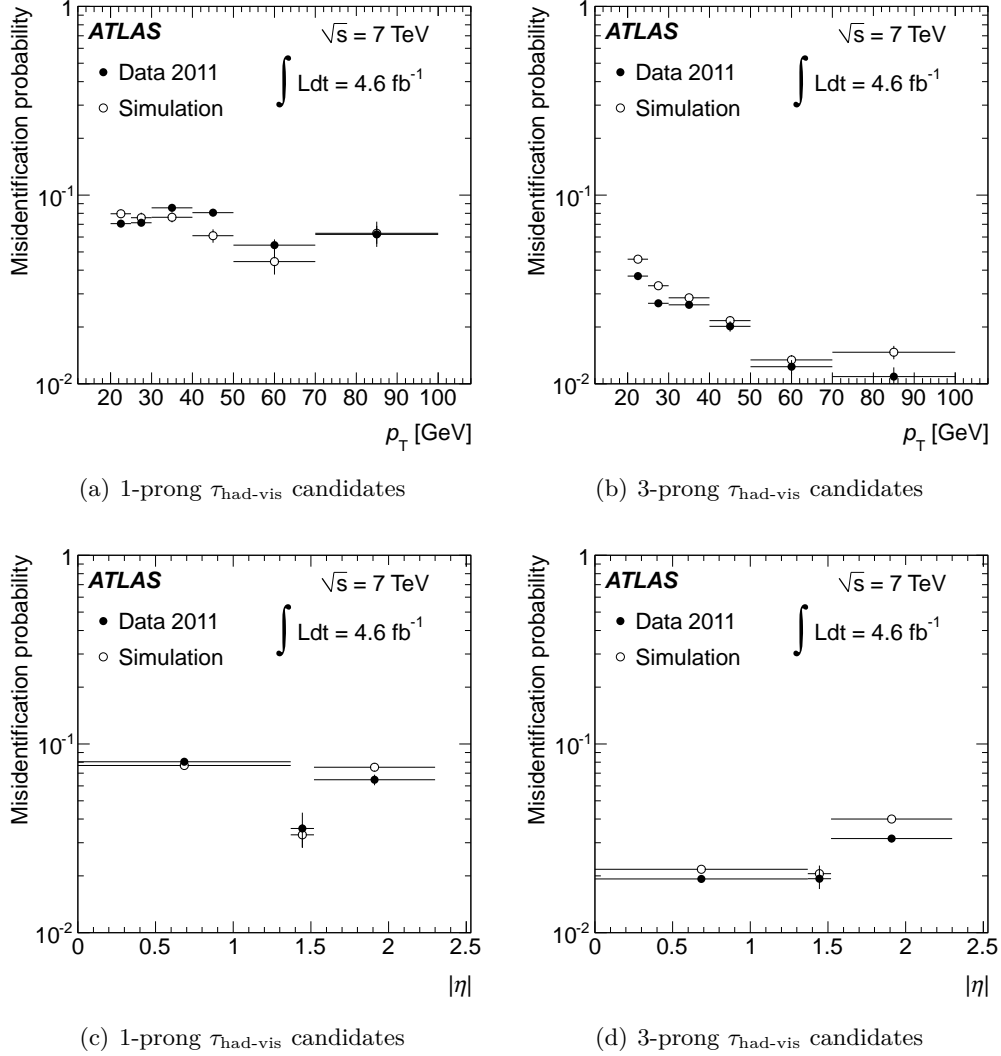 ATLAS
√s = 7 TeV
Data 2011
∫ Ldt = 4.6 fb⁻¹
Simulation
Misidentification probability
1
10⁻¹
10⁻²
20 30 40 50 60 70 80 90 100
p_T [GeV]
(a) 1-prong τ_had-vis candidates
ATLAS
√s = 7 TeV
Data 2011
∫ Ldt = 4.6 fb⁻¹
Simulation
Misidentification probability
1
10⁻¹
10⁻²
20 30 40 50 60 70 80 90 100
p_T [GeV]
(b) 3-prong τ_had-vis candidates
ATLAS
√s = 7 TeV
Data 2011
∫ Ldt = 4.6 fb⁻¹
Simulation
Misidentification probability
1
10⁻¹
10⁻²
0 0.5 1 1.5 2 2.5
|η|
(c) 1-prong τ_had-vis candidates
ATLAS
√s = 7 TeV
Data 2011
∫ Ldt = 4.6 fb⁻¹
Simulation
Misidentification probability
1
10⁻¹
10⁻²
0 0.5 1 1.5 2 2.5
|η|
(d) 3-prong τ_had-vis candidates